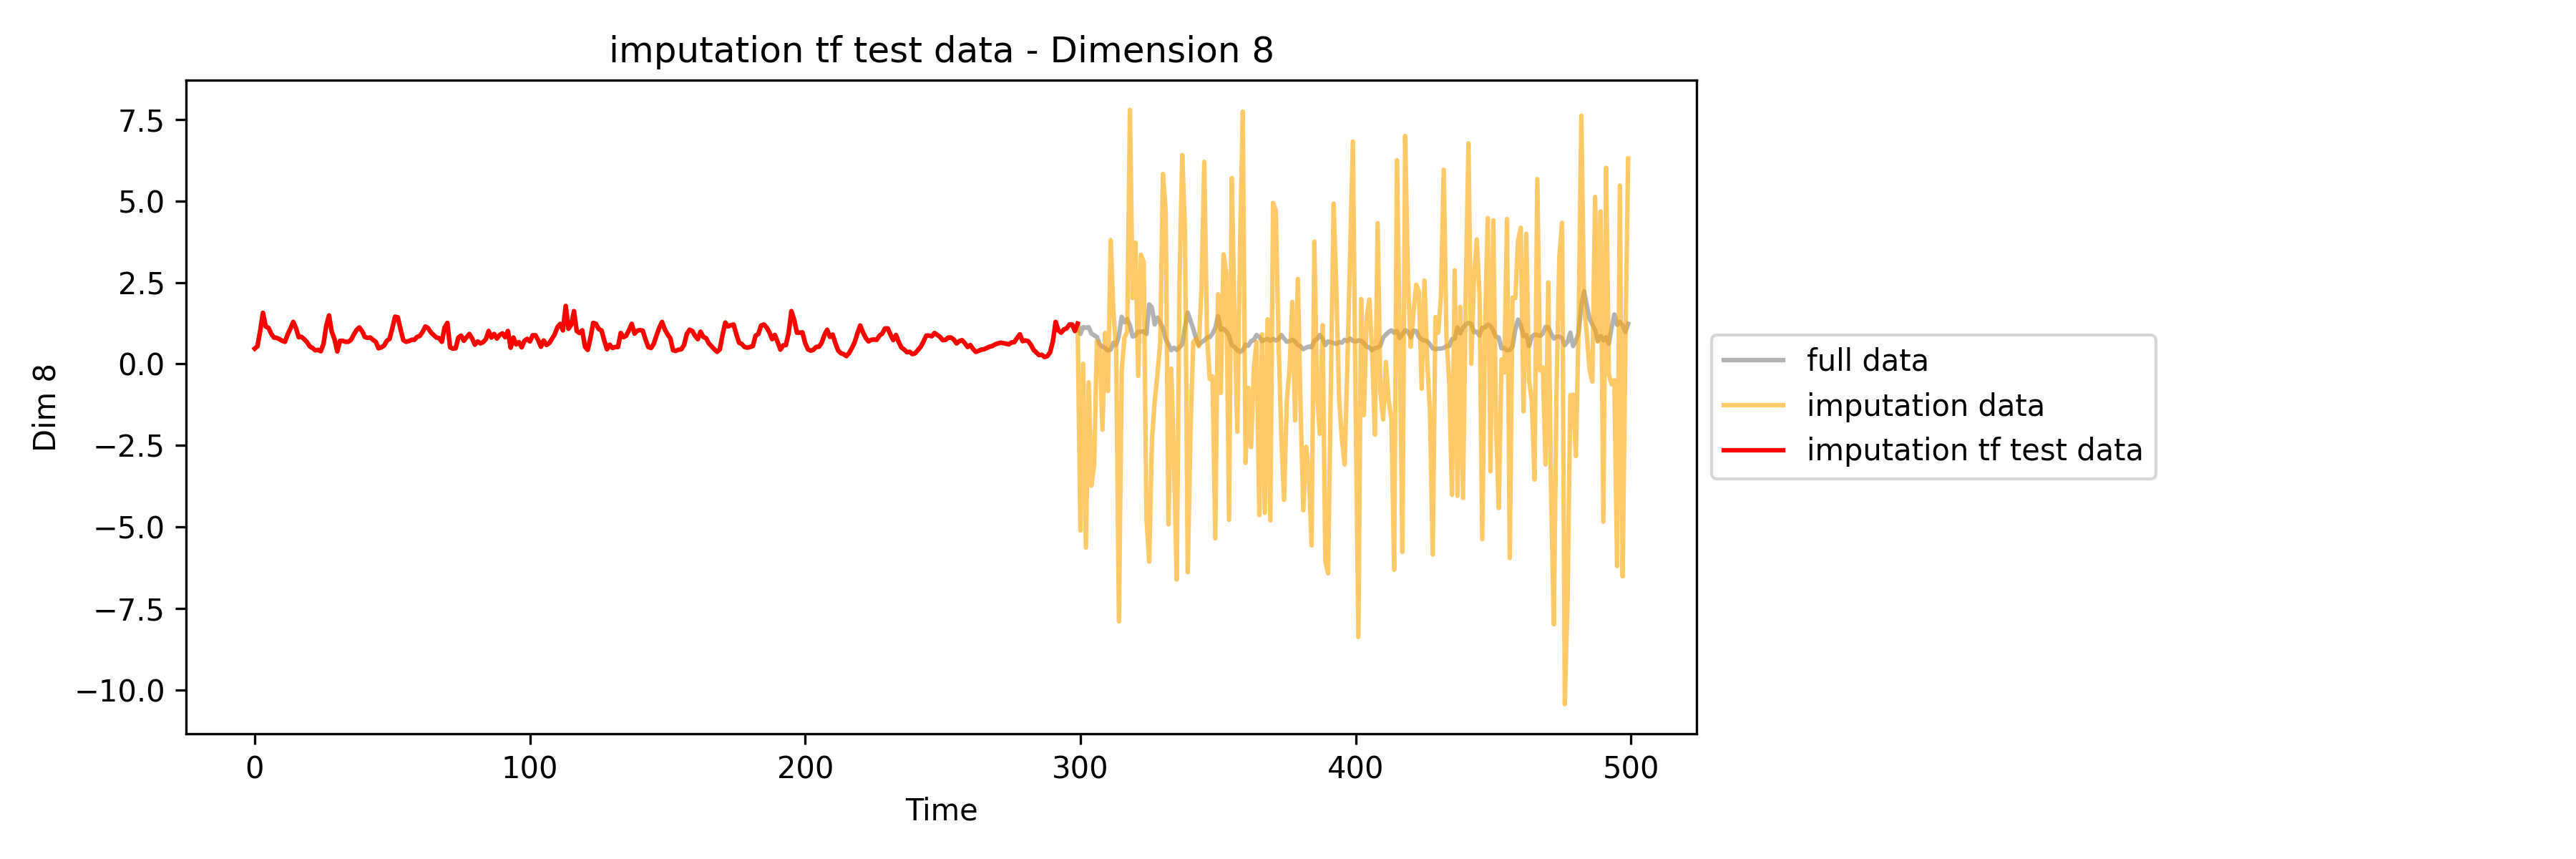 imputation tf test data - Dimension 8
7.5
5.0
2.5
0.0
−2.5
−5.0
−7.5
−10.0
Dim 8
0 100 200 300 400 500
Time
full data
imputation data
imputation tf test data